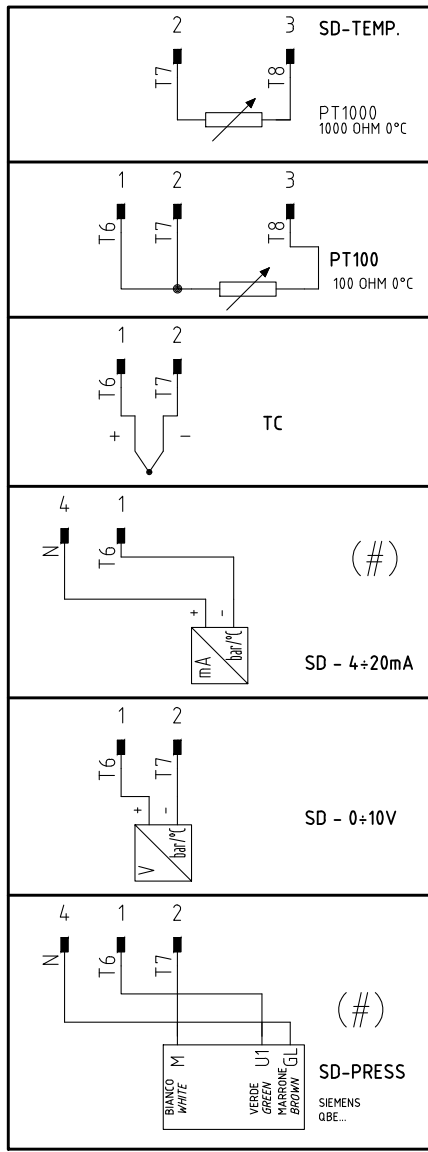 2 3 SD-TEMP.
T7 T8
PT1000
1000 OHM 0°C
1 2 3
T6 T7 T8
PT100
100 OHM 0°C
1 2
T6 T7
+ -
TC
4 1
N T6
(#)
+ -
mA bar/°C
SD - 4÷20mA
1 2
T6 T7
+ -
V bar/°C
SD - 0÷10V
4 1 2
N T6 T7
(#)
M U1 GL
BIANCO
WHITE
VERDE
GREEN
MARRONE
BROWN
SD-PRESS
SIEMENS
QBE...